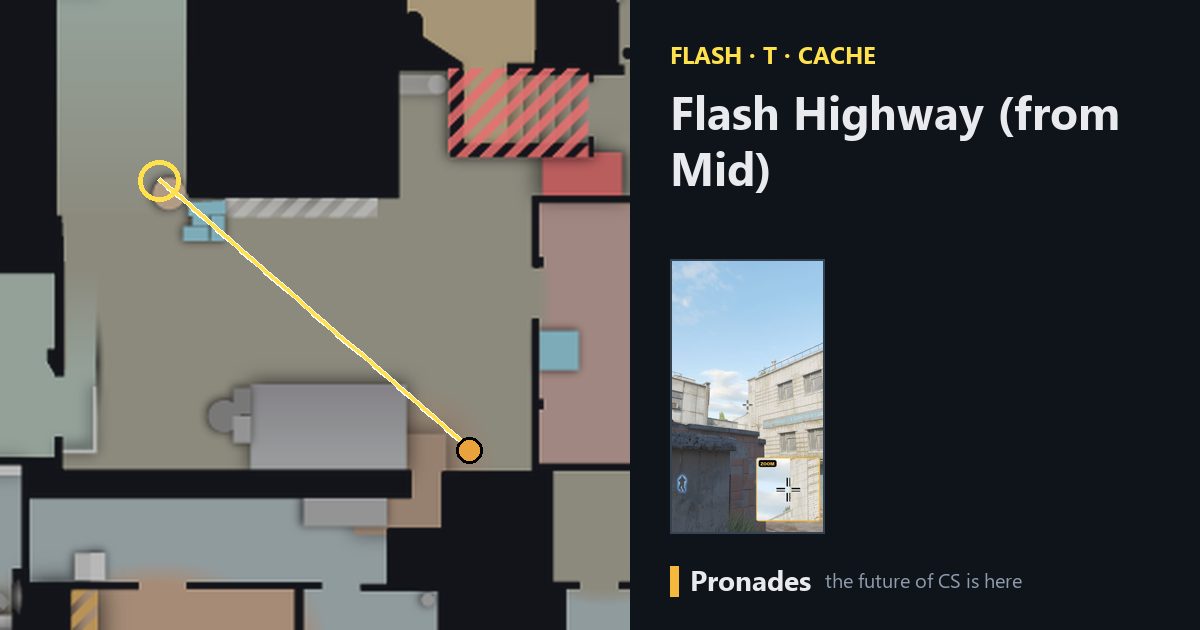 FLASH · T · CACHE
Flash Highway (from
Mid)
ZOOM
Pronades the future of CS is here